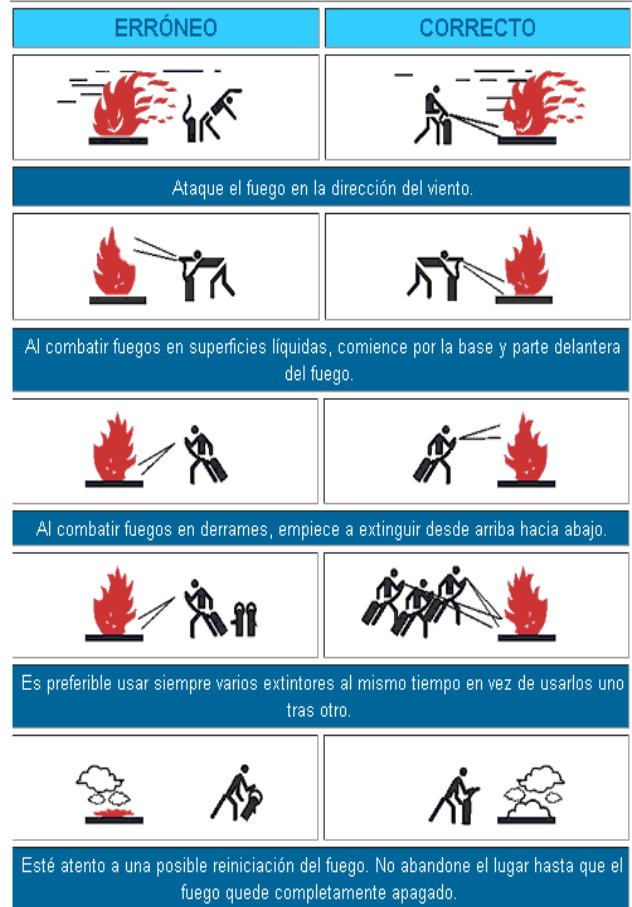 ERRÓNEO
CORRECTO
Ataque el fuego en la dirección del viento.
Al combatir fuegos en superficies líquidas, comience por la base y parte delantera
del fuego.
Al combatir fuegos en derrames, empiece a extinguir desde arriba hacia abajo.
Es preferible usar siempre varios extintores al mismo tiempo en vez de usarlos uno
tras otro.
Esté atento a una posible reiniciación del fuego. No abandone el lugar hasta que el
fuego quede completamente apagado.